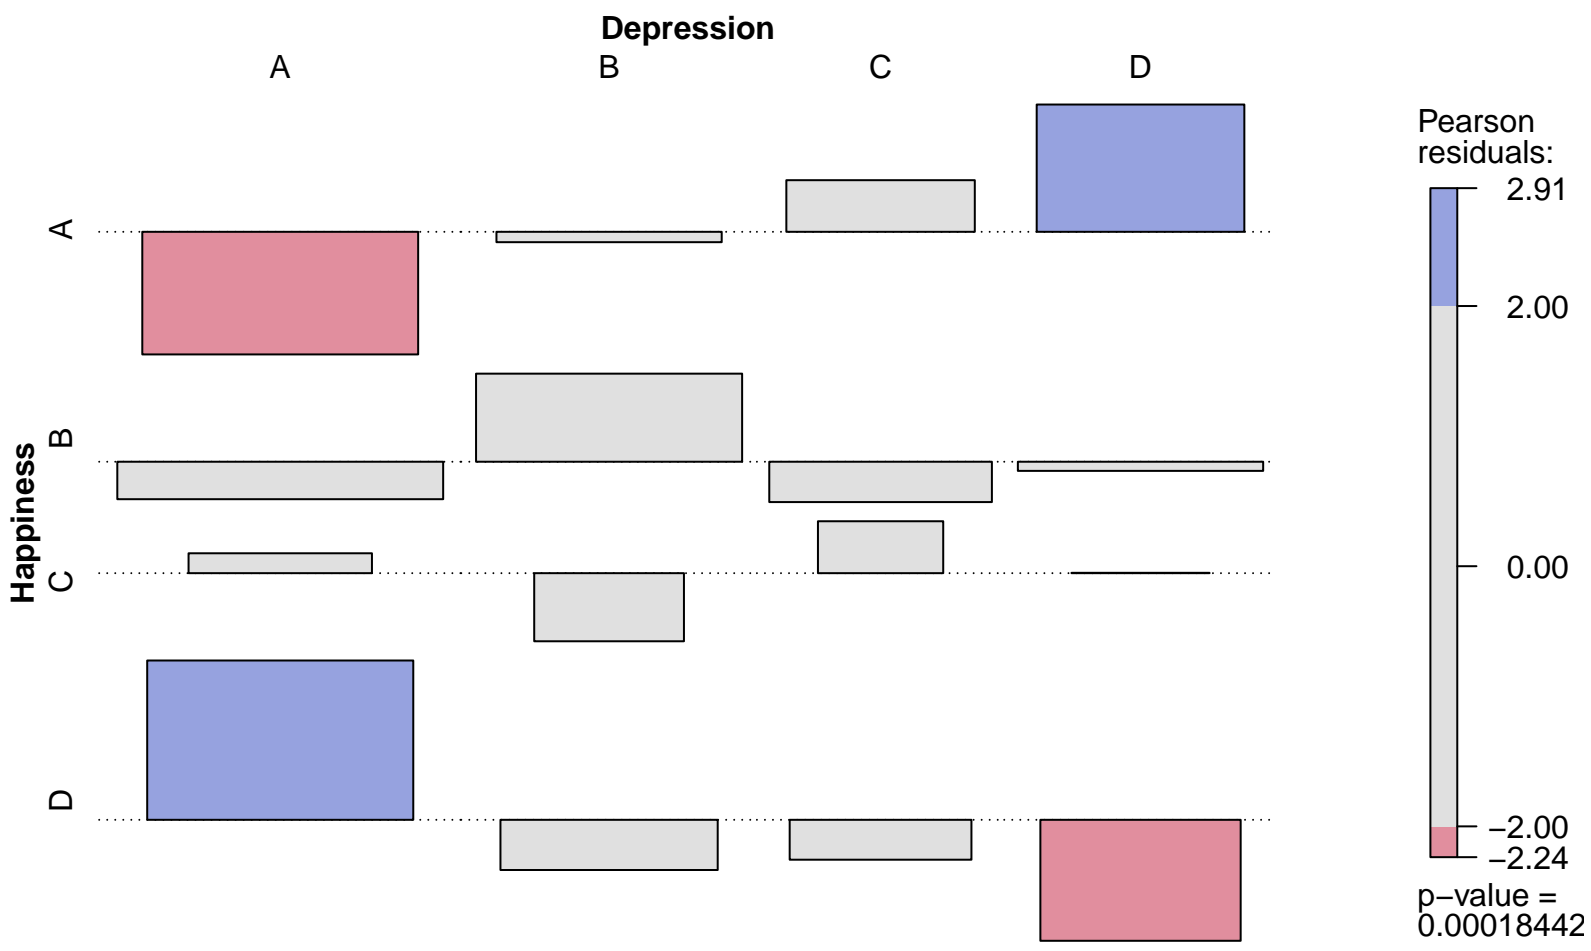 Depression
A B C D
Happiness
A
B
C
D
Pearson
residuals:
2.91
2.00
0.00
−2.00
−2.24
p−value =
0.00018442